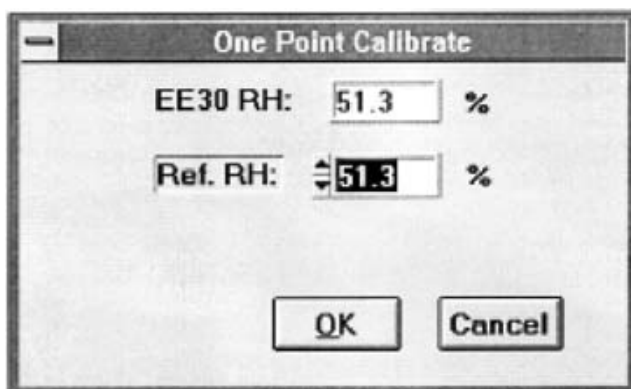 One Point Calibrate
EE30 RH: 51.3 %
Ref. RH: 51.3 %
OK Cancel